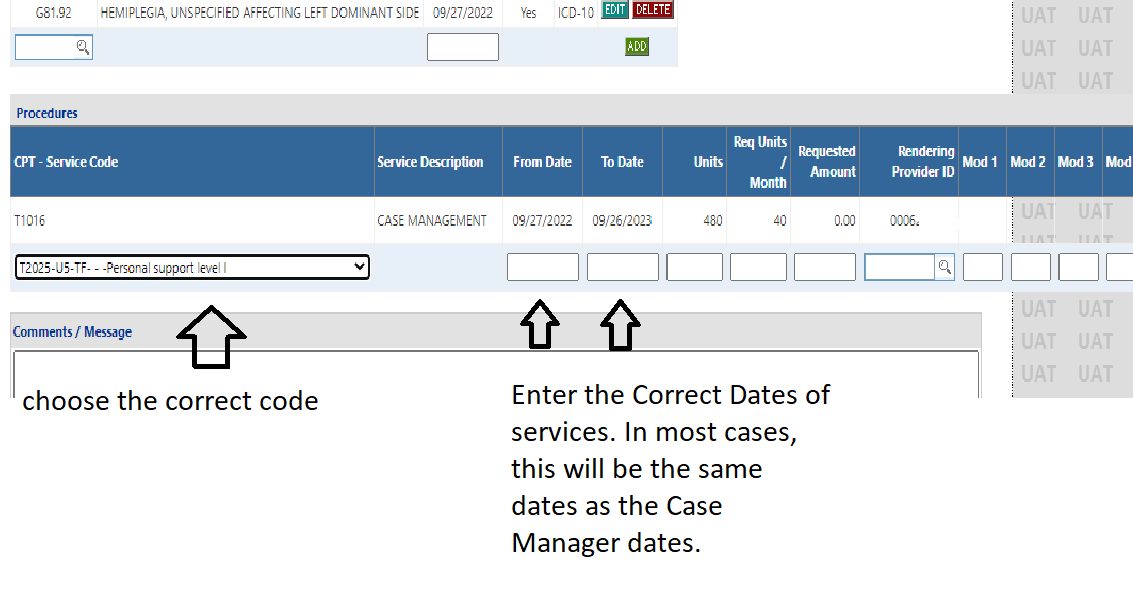 G81.92 HEMIPLEGIA, UNSPECIFIED AFFECTING LEFT DOMINANT SIDE 09/27/2022 Yes ICD-10 EDIT DELETE
UAT UAT
ADD
UAT UAT
UAT UAT
Procedures
CPT - Service Code Service Description From Date To Date Units Req Units / Month Requested Amount Rendering Provider ID Mod 1 Mod 2 Mod 3 Mod
T1016 CASE MANAGEMENT 09/27/2022 09/26/2023 480 40 0.00 0006
UAT UAT
UAT UAT
T2025-U5-TF- - -Personal support level I
UAT UAT
Comments / Message
UAT UAT
UAT UAT
choose the correct code
Enter the Correct Dates of
services. In most cases,
this will be the same
dates as the Case
Manager dates.